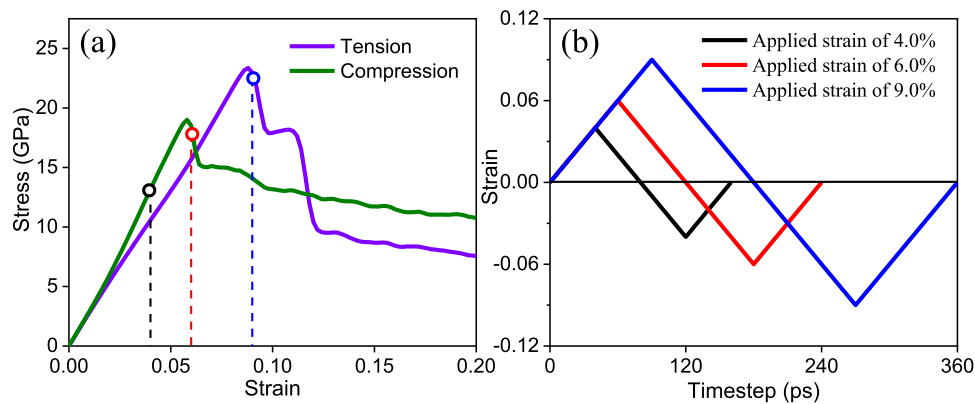 (a)
Tension
Compression
Stress (GPa)
25
20
15
10
5
0
0.00
0.05
0.10
0.15
0.20
Strain
(b)
Applied strain of 4.0%
Applied strain of 6.0%
Applied strain of 9.0%
Strain
0.12
0.06
0.00
-0.06
-0.12
0
120
240
360
Timestep (ps)